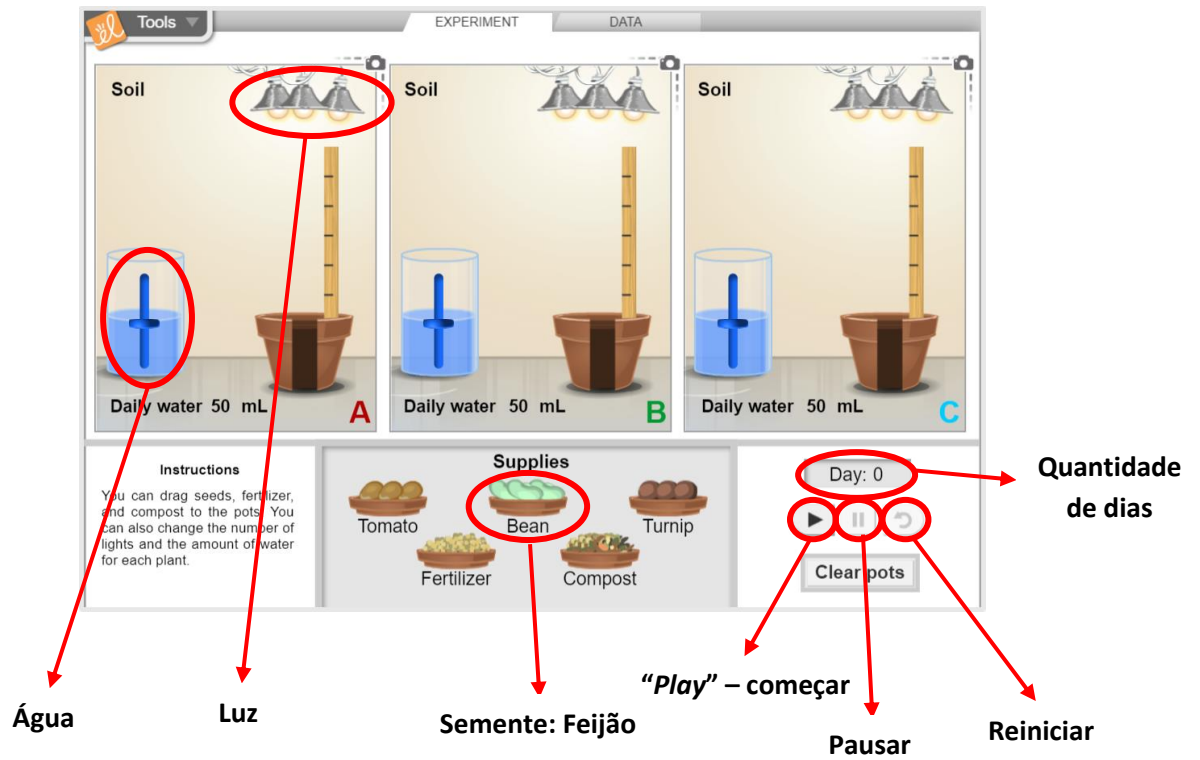 Tools
EXPERIMENT
DATA
Soil
Soil
Soil
Daily water 50 mL
A
Daily water 50 mL
B
Daily water 50 mL
C
Instructions
You can drag seeds, fertilizer,
and compost to the pots. You
can also change the number of
lights and the amount of water
for each plant.
Supplies
Tomato
Bean
Turnip
Fertilizer
Compost
Day: 0
Clear pots
Quantidade
de dias
Água
Luz
Semente: Feijão
“Play” – começar
Pausar
Reiniciar